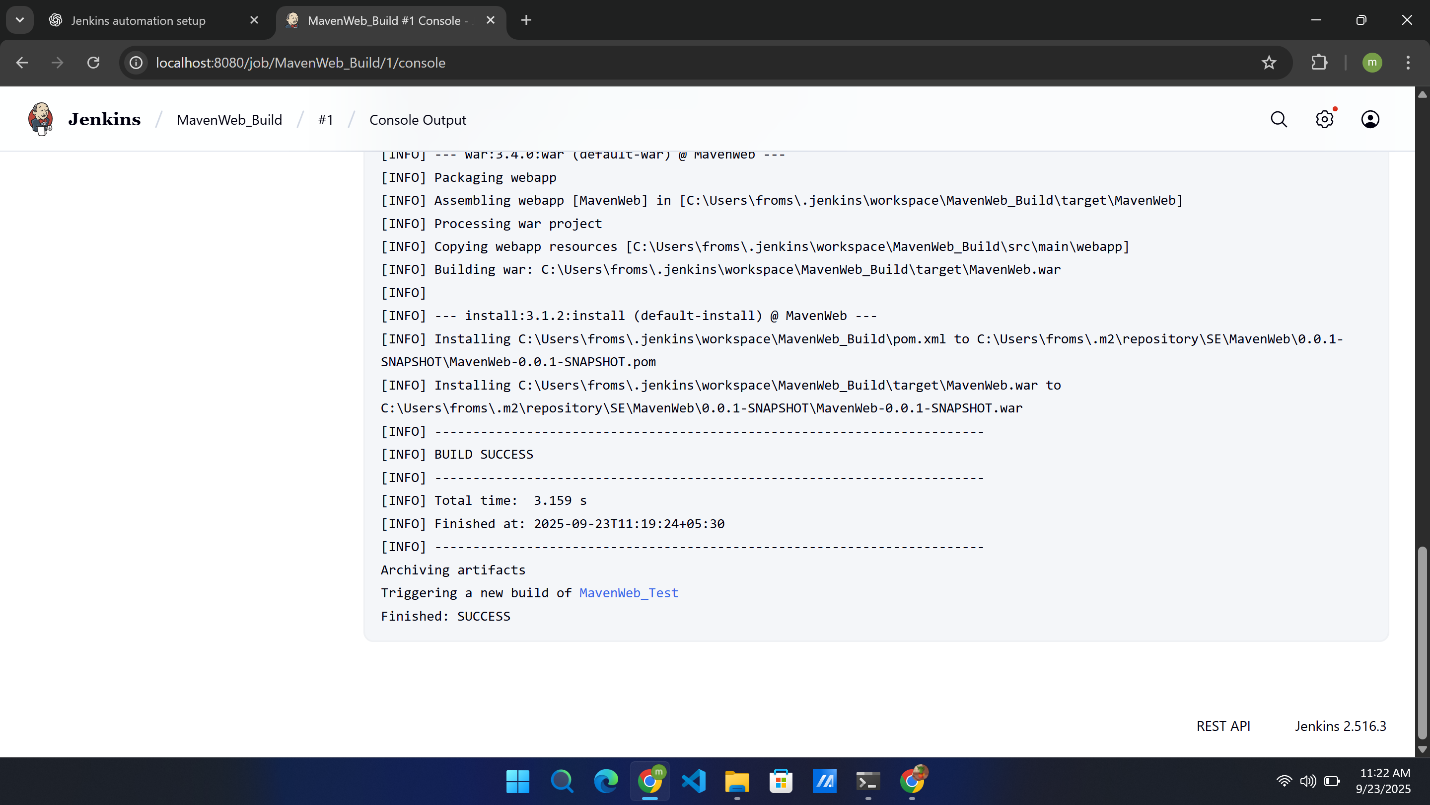 Jenkins automation setup
MavenWeb_Build #1 Console -
localhost:8080/job/MavenWeb_Build/1/console
m
Jenkins / MavenWeb_Build / #1 / Console Output
[INFO] --- war:3.4.0:war (default-war) @ MavenWeb ---
[INFO] Packaging webapp
[INFO] Assembling webapp [MavenWeb] in [C:\Users\froms\.jenkins\workspace\MavenWeb_Build\target\MavenWeb]
[INFO] Processing war project
[INFO] Copying webapp resources [C:\Users\froms\.jenkins\workspace\MavenWeb_Build\src\main\webapp]
[INFO] Building war: C:\Users\froms\.jenkins\workspace\MavenWeb_Build\target\MavenWeb.war
[INFO]
[INFO] --- install:3.1.2:install (default-install) @ MavenWeb ---
[INFO] Installing C:\Users\froms\.jenkins\workspace\MavenWeb_Build\pom.xml to C:\Users\froms\.m2\repository\SE\MavenWeb\0.0.1-
SNAPSHOT\MavenWeb-0.0.1-SNAPSHOT.pom
[INFO] Installing C:\Users\froms\.jenkins\workspace\MavenWeb_Build\target\MavenWeb.war to
C:\Users\froms\.m2\repository\SE\MavenWeb\0.0.1-SNAPSHOT\MavenWeb-0.0.1-SNAPSHOT.war
[INFO] ------------------------------------------------------------------------
[INFO] BUILD SUCCESS
[INFO] ------------------------------------------------------------------------
[INFO] Total time:  3.159 s
[INFO] Finished at: 2025-09-23T11:19:24+05:30
[INFO] ------------------------------------------------------------------------
Archiving artifacts
Triggering a new build of MavenWeb_Test
Finished: SUCCESS
REST API
Jenkins 2.516.3
m
11:22 AM
9/23/2025